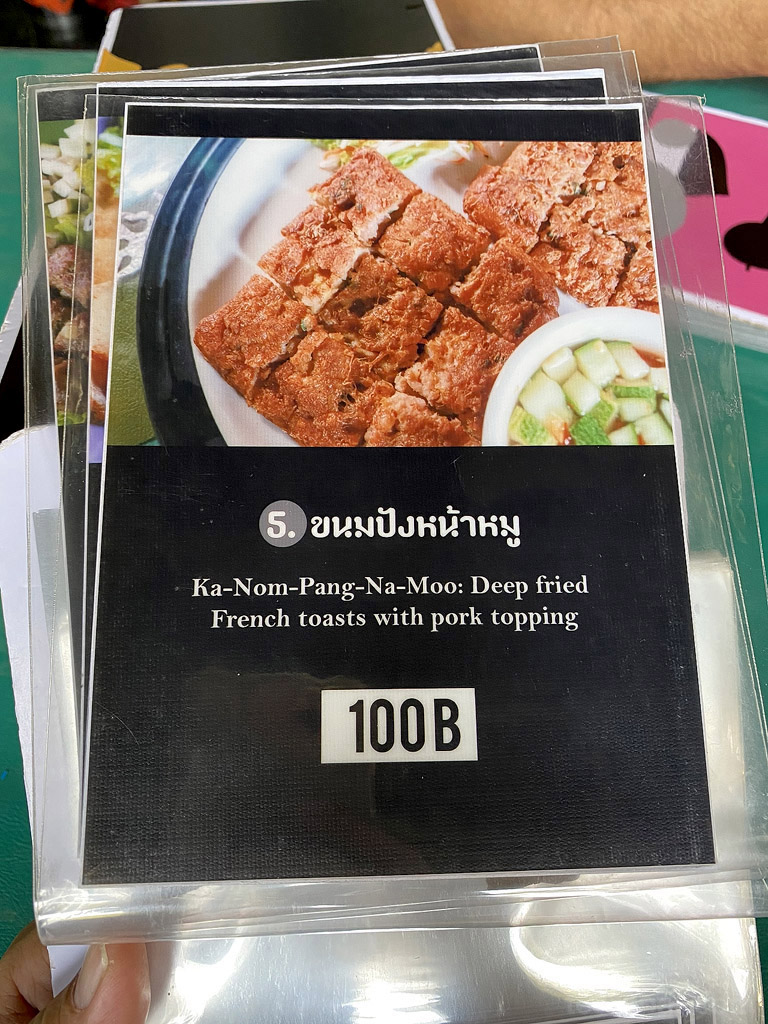 5. ขนมปังหน้าหมู
Ka-Nom-Pang-Na-Moo: Deep fried
French toasts with pork topping
100B